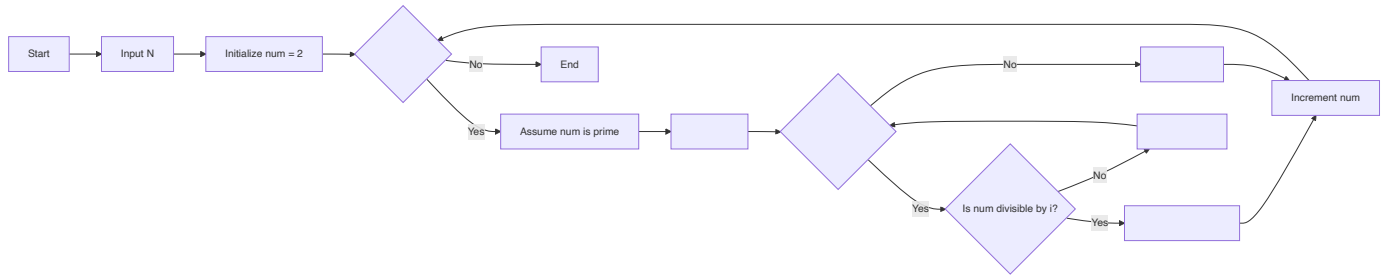 Start
Input N
Initialize num = 2
No
End
Yes
Assume num is prime
No
Increment num
Yes
Is num divisible by i?
No
Yes